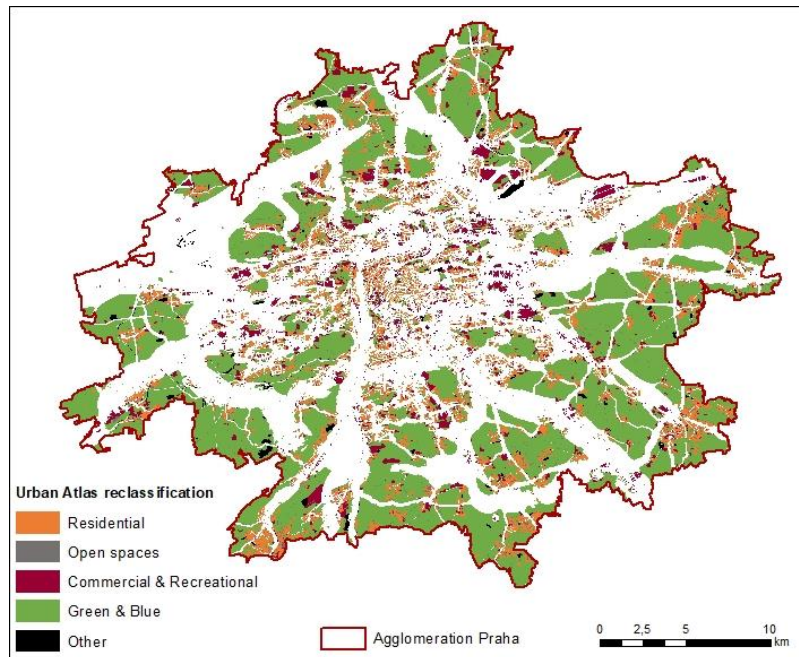 Urban Atlas reclassification
Residential
Open spaces
Commercial & Recreational
Green & Blue
Other
Agglomeration Praha
0 2,5 5 10
km